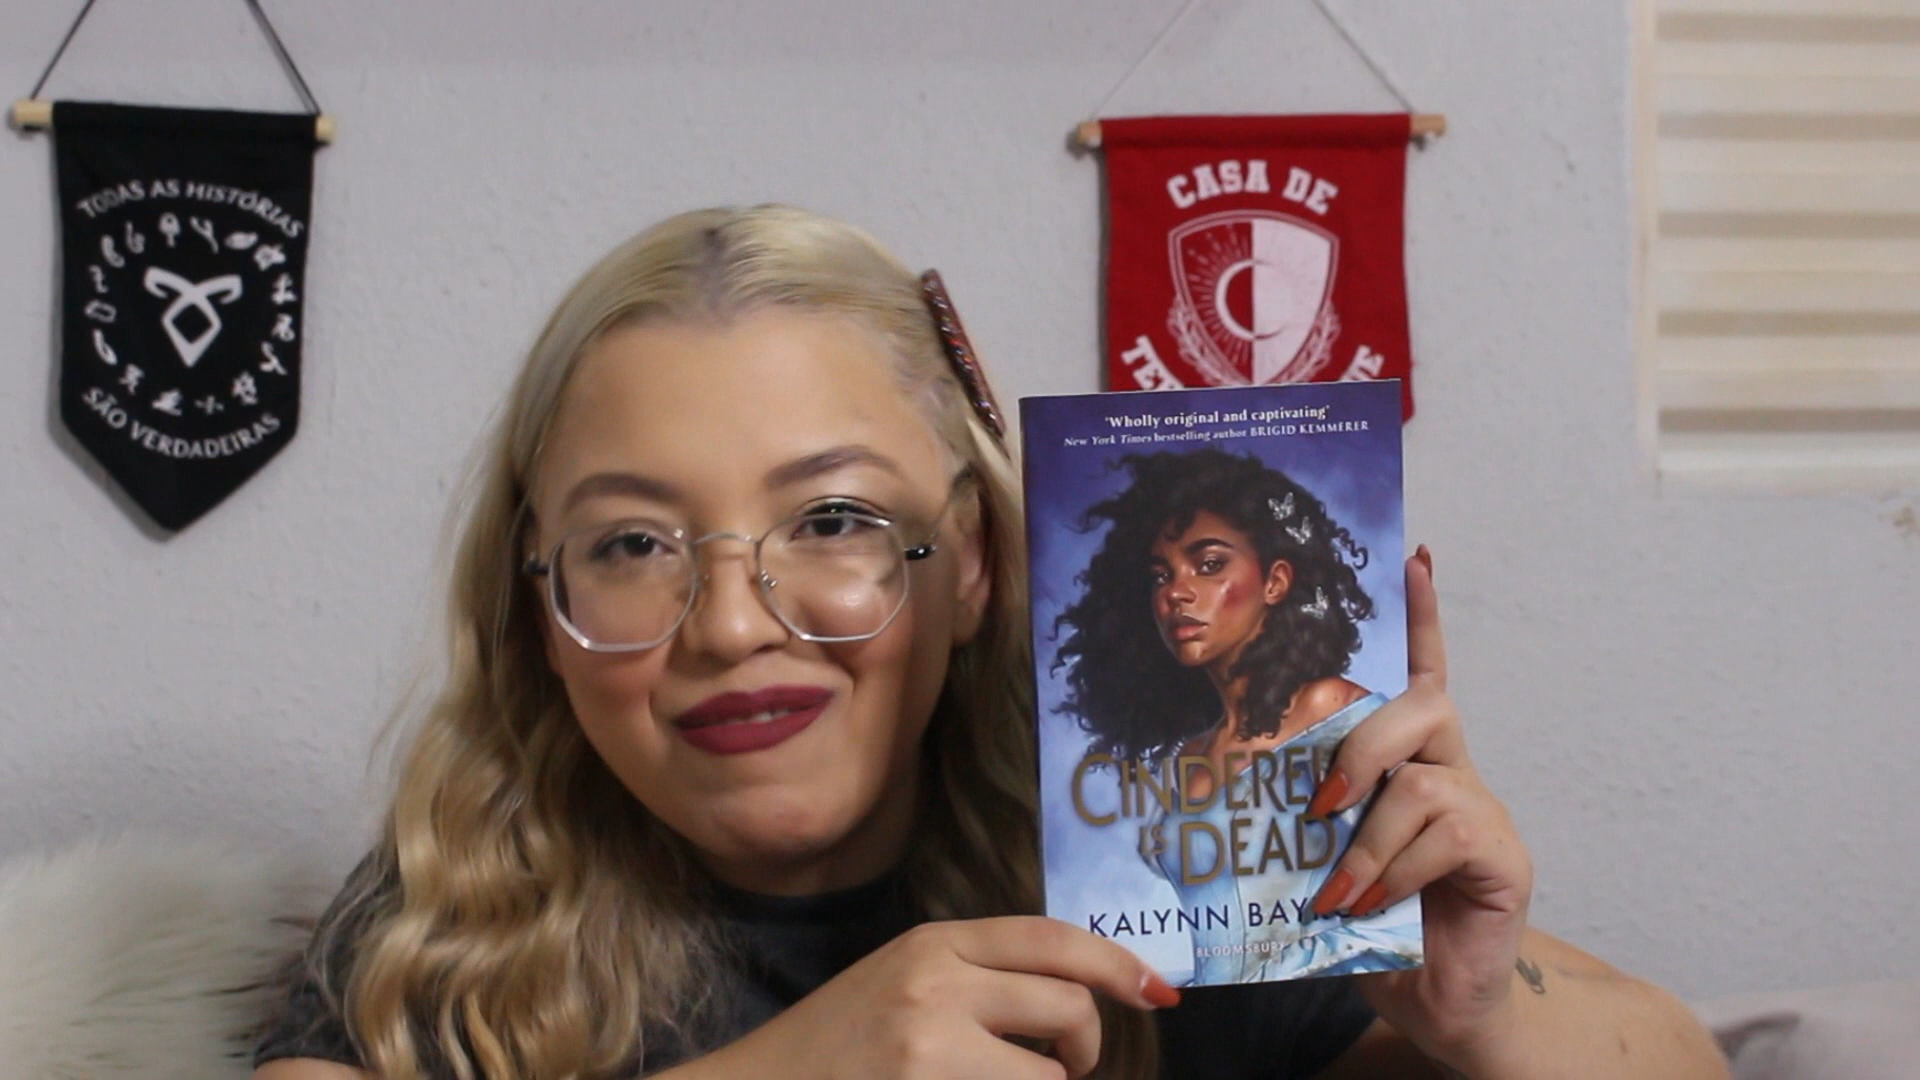 TODAS AS HISTÓRIAS
SÃO VERDADEIRAS
CASA DE
'Wholly original and captivating'
New York Times bestselling author BRIGID KEMMERER
IS DEAD
KALYNN
BLOOMSBURY